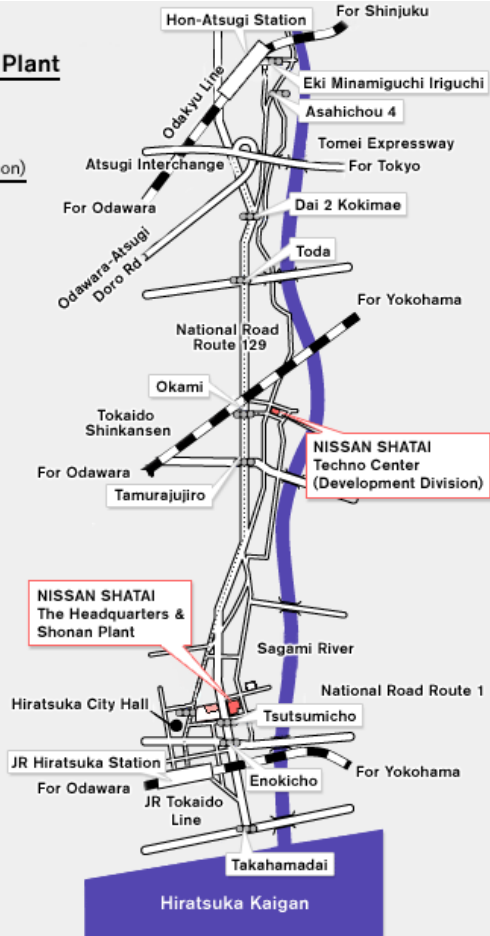 Hon-Atsugi Station
For Shinjuku
Plant
Odakyu Line
Eki Minamiguchi Iriguchi
Asahichou 4
Tomei Expressway
Atsugi Interchange
For Tokyo
on)
For Odawara
Dai 2 Kokimae
Odawara-Atsugi
Doro Rd
Toda
For Yokohama
National Road
Route 129
Okami
Tokaido
Shinkansen
NISSAN SHATAI
Techno Center
(Development Division)
For Odawara
Tamurajujiro
NISSAN SHATAI
The Headquarters &
Shonan Plant
Sagami River
National Road Route 1
Hiratsuka City Hall
Tsutsumicho
JR Hiratsuka Station
For Yokohama
Enokicho
For Odawara
JR Tokaido
Line
Takahamadai
Hiratsuka Kaigan